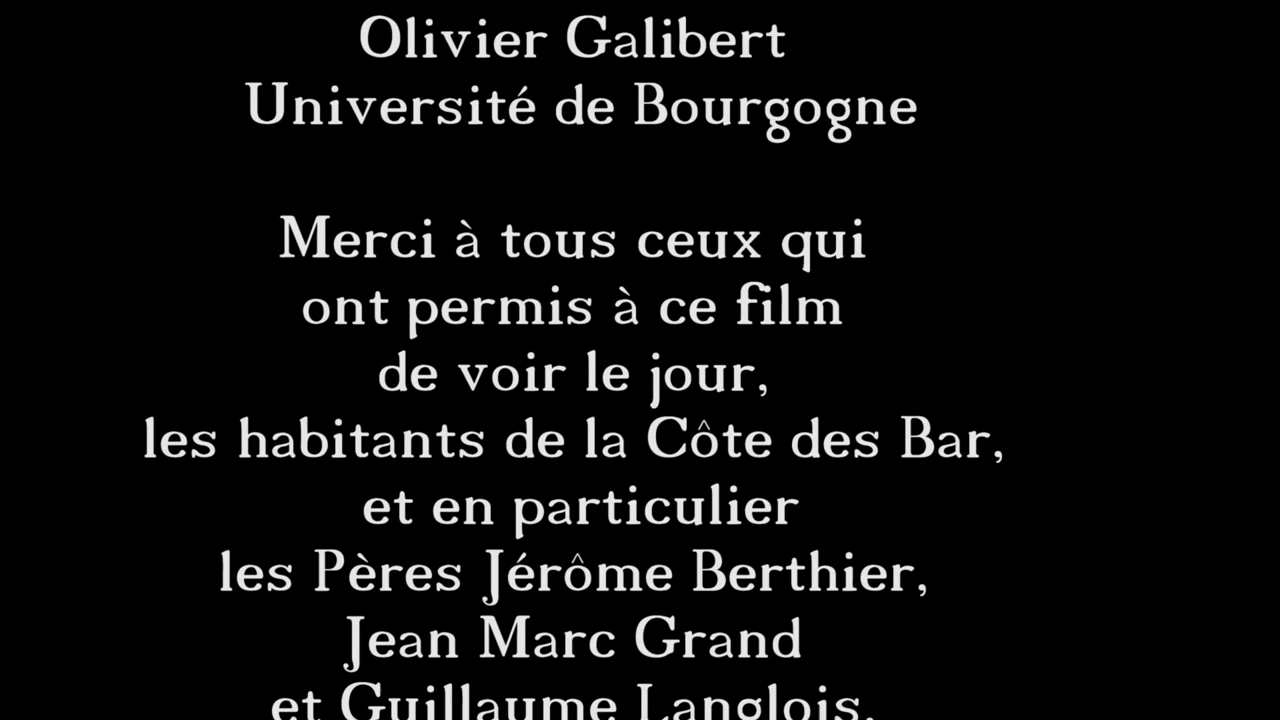 Olivier Galibert
Université de Bourgogne
Merci à tous ceux qui
ont permis à ce film
de voir le jour,
les habitants de la Côte des Bar,
et en particulier
les Pères Jérôme Berthier,
Jean Marc Grand
et Guillaume Langlois,